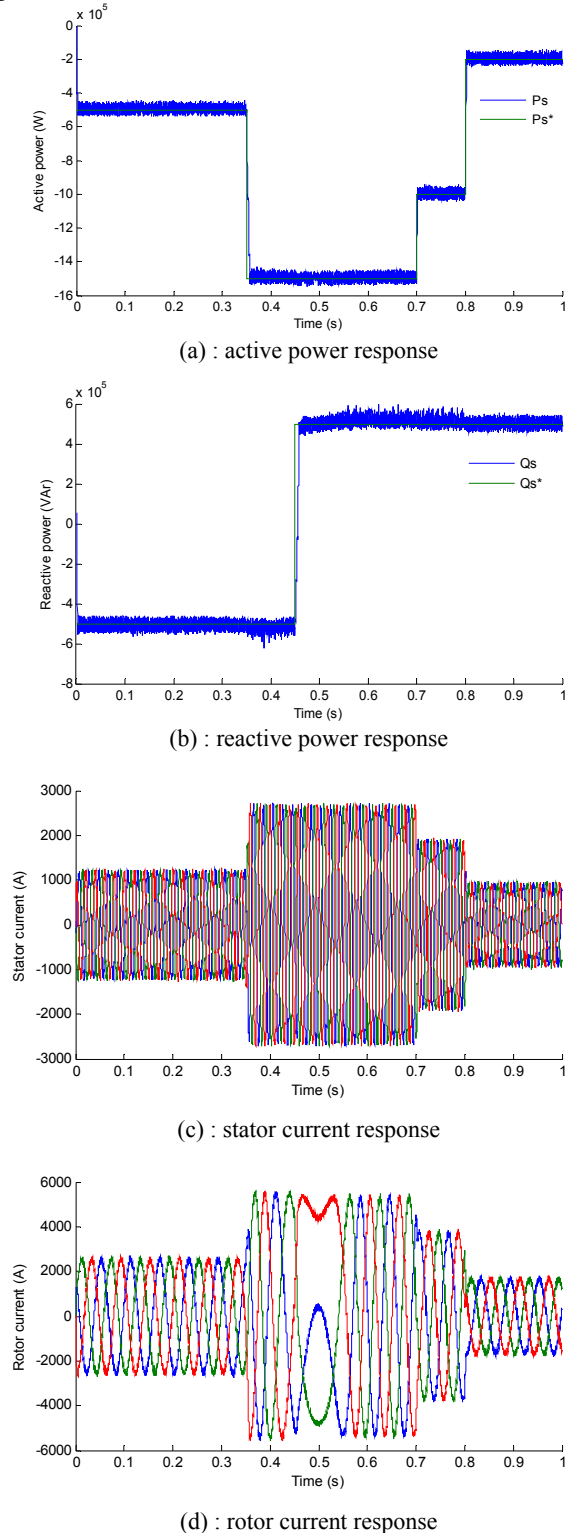 x 10^5
0
-2
-4
-6
-8
-10
-12
-14
-16
Active power (W)
Ps
Ps*
0 0.1 0.2 0.3 0.4 0.5 0.6 0.7 0.8 0.9 1
Time (s)
(a) : active power response
x 10^5
6
4
2
0
-2
-4
-6
-8
Reactive power (VAr)
Qs
Qs*
0 0.1 0.2 0.3 0.4 0.5 0.6 0.7 0.8 0.9 1
Time (s)
(b) : reactive power response
3000
2000
1000
0
-1000
-2000
-3000
Stator current (A)
0 0.1 0.2 0.3 0.4 0.5 0.6 0.7 0.8 0.9 1
Time (s)
(c) : stator current response
6000
4000
2000
0
-2000
-4000
-6000
Rotor current (A)
0 0.1 0.2 0.3 0.4 0.5 0.6 0.7 0.8 0.9 1
Time (s)
(d) : rotor current response